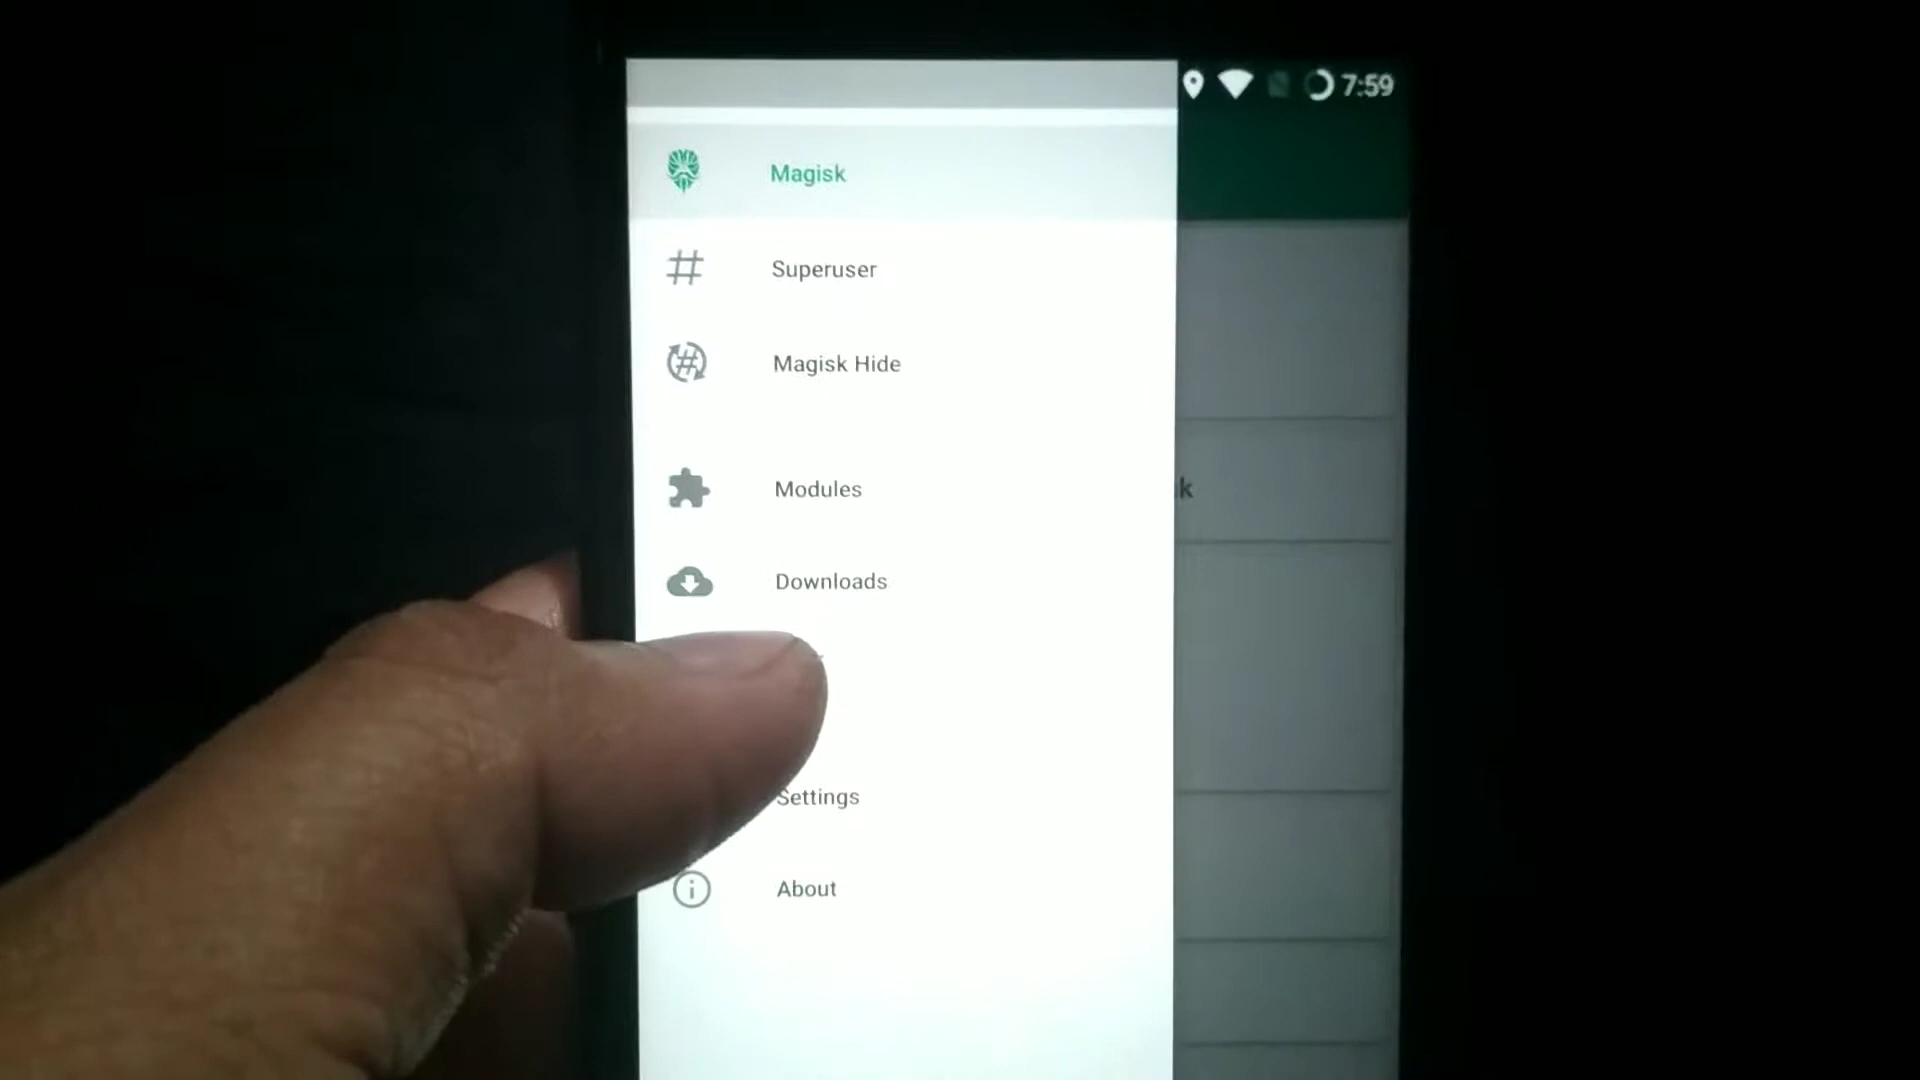 7:59
Magisk
Superuser
Magisk Hide
Modules
k
Downloads
Settings
About